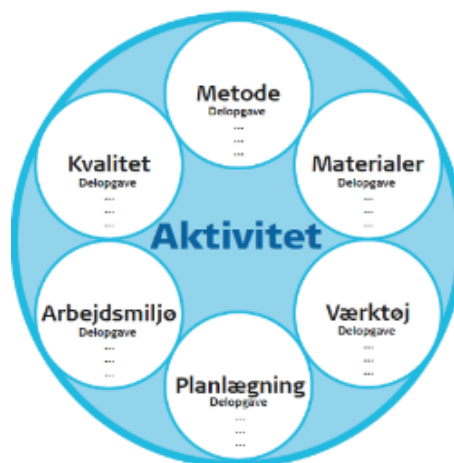 Metode
Delopgave
...
...
...
Kvalitet
Delopgave
...
...
...
Materialer
Delopgave
...
...
...
Aktivitet
Arbejdsmiljø
Delopgave
...
...
...
Værktøj
Delopgave
...
...
...
Planlægning
Delopgave
...
...
...